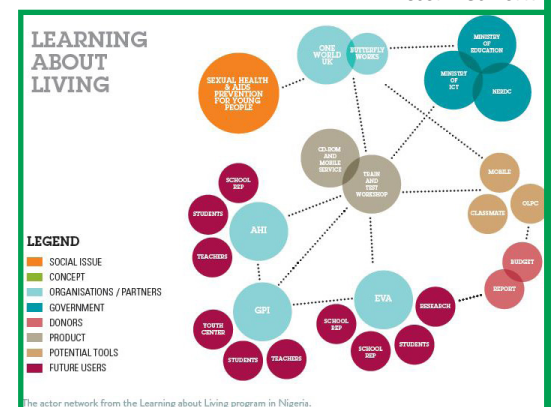 LEARNING
ABOUT
LIVING
SEXUAL HEALTH
& AIDS
PREVENTION
FOR YOUNG
PEOPLE
ONE
WORLD
UK
BUTTERFLY
WORKS
MINISTRY
OF
EDUCATION
MINISTRY
OF
ICT
NERDC
CD-ROM
AND
MOBILE
SERVICE
TRAIN
AND
TEST
WORKSHOP
MOBILE
CLASSMATE
OLPC
BUDGET
REPORT
SCHOOL
REP
STUDENTS
TEACHERS
AHI
GPI
YOUTH
CENTER
STUDENTS
TEACHERS
EVA
SCHOOL
REP
SCHOOL
REP
STUDENTS
RESEARCH
LEGEND
SOCIAL ISSUE
CONCEPT
ORGANISATIONS / PARTNERS
GOVERNMENT
DONORS
PRODUCT
POTENTIAL TOOLS
FUTURE USERS
The actor network from the Learning about Living program in Nigeria.